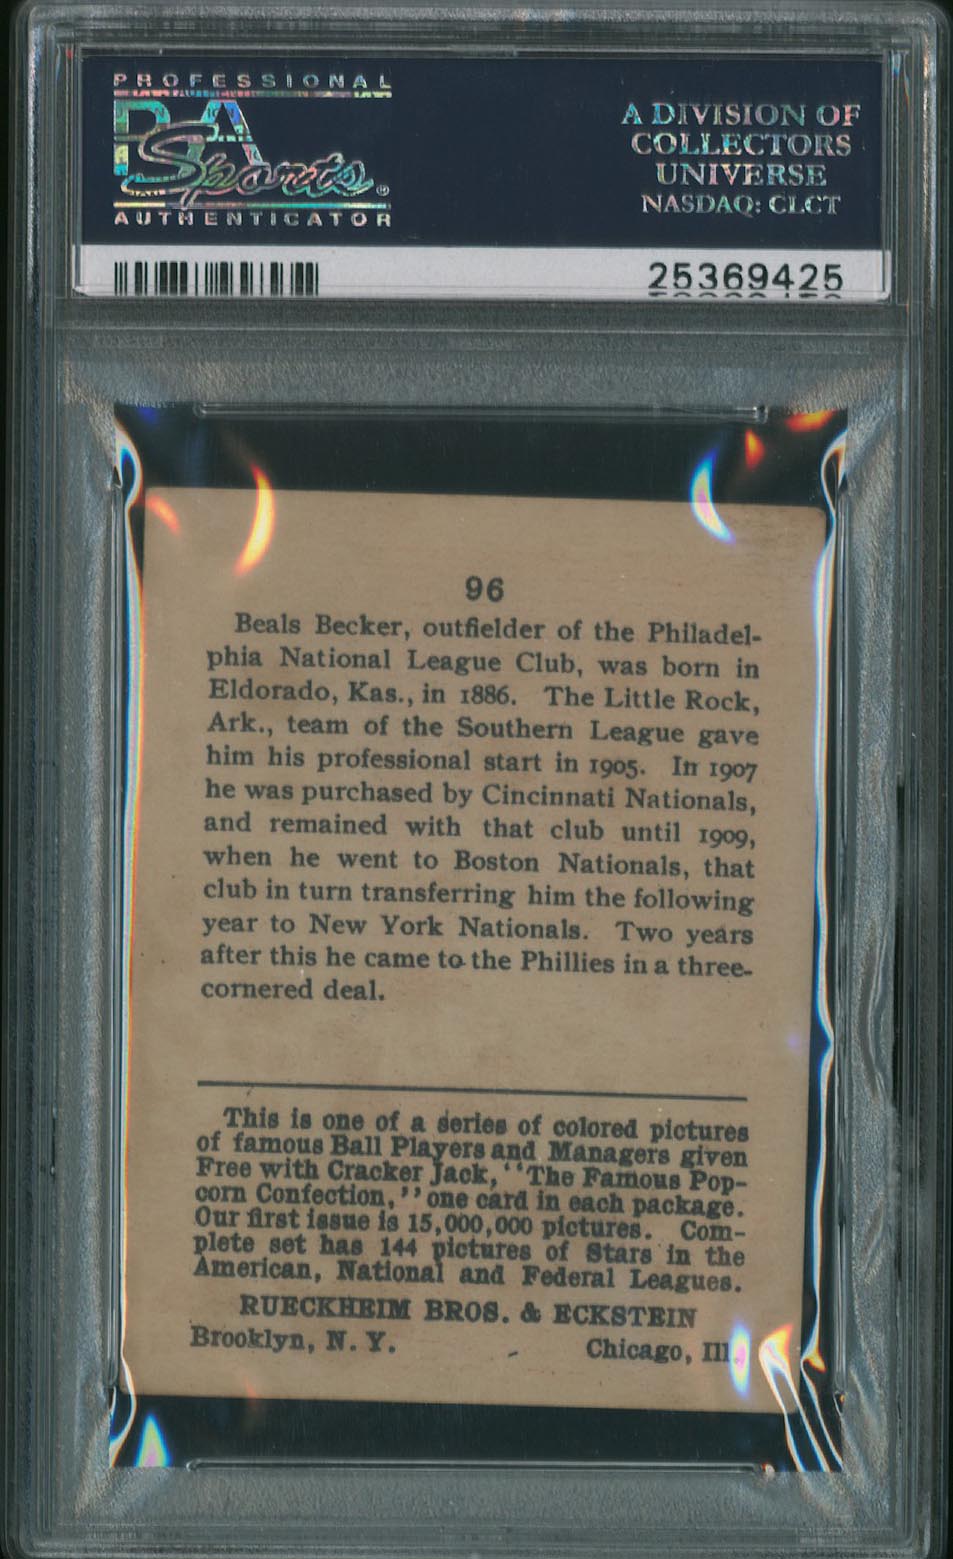 PROFESSIONAL
PSA
Sports®
AUTHENTICATOR
A DIVISION OF
COLLECTORS
UNIVERSE
NASDAQ: CLCT
25369425
96
Beals Becker, outfielder of the Philadel-
phia National League Club, was born in
Eldorado, Kas., in 1886. The Little Rock,
Ark., team of the Southern League gave
him his professional start in 1905. In 1907
he was purchased by Cincinnati Nationals,
and remained with that club until 1909,
when he went to Boston Nationals, that
club in turn transferring him the following
year to New York Nationals. Two years
after this he came to the Phillies in a three-
cornered deal.
This is one of a series of colored pictures
of famous Ball Players and Managers given
Free with Cracker Jack, "The Famous Pop-
corn Confection," one card in each package.
Our first issue is 15,000,000 pictures. Com-
plete set has 144 pictures of Stars in the
American, National and Federal Leagues.
RUECKHEIM BROS. & ECKSTEIN
Brooklyn, N. Y. Chicago, Ill.